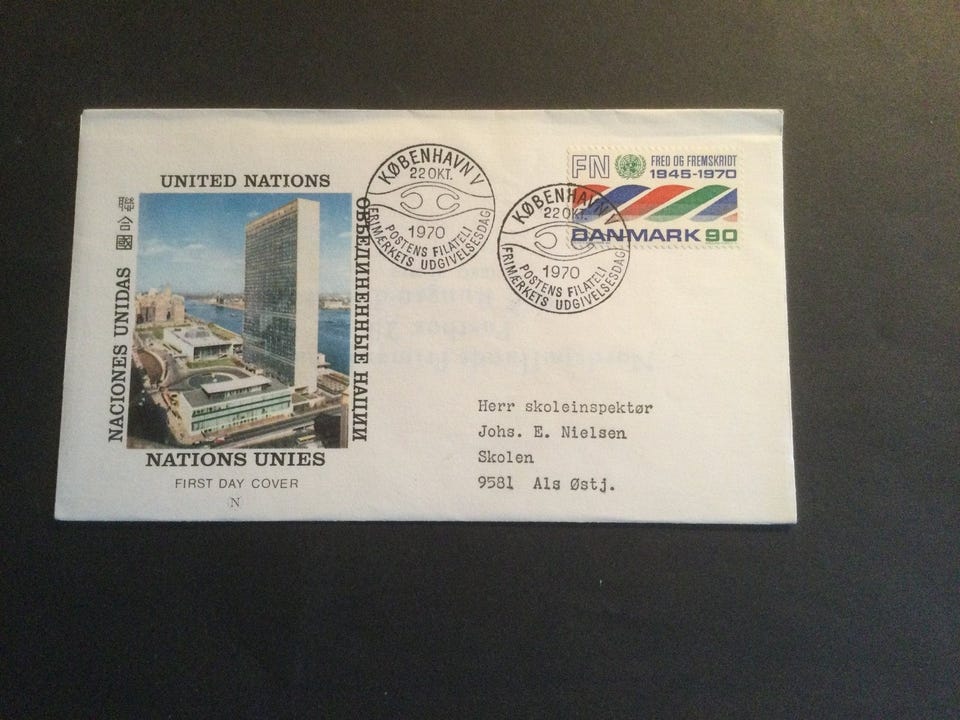 UNITED NATIONS
聯合國
NACIONES UNIDAS
ОБЪЕДИНЕННЫЕ НАЦИИ
NATIONS UNIES
FIRST DAY COVER
N
KØBENHAVN V
22 OKT.
1970
POSTENS FILATELI
FRIMÆRKETS UDGIVELSESDAG
KØBENHAVN V
22 OKT.
1970
POSTENS FILATELI
FRIMÆRKETS UDGIVELSESDAG
FN FRED OG FREMSKRIDT
1945-1970
DANMARK 90
Herr skoleinspektør
Johs. E. Nielsen
Skolen
9581 Als Østj.